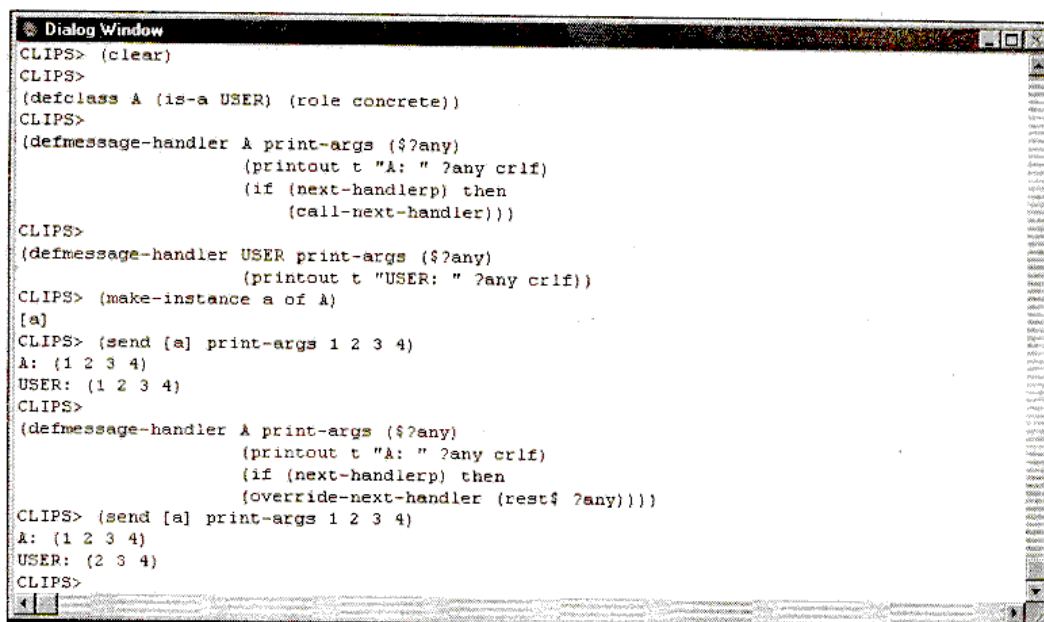 Dialog Window
CLIPS> (clear)
CLIPS>
(defclass A (is-a USER) (role concrete))
CLIPS>
(defmessage-handler A print-args ($?any)
(printout t "A: " ?any crlf)
(if (next-handlerp) then
(call-next-handler)))
CLIPS>
(defmessage-handler USER print-args ($?any)
(printout t "USER: " ?any crlf))
CLIPS> (make-instance a of A)
[a]
CLIPS> (send [a] print-args 1 2 3 4)
A: (1 2 3 4)
USER: (1 2 3 4)
CLIPS>
(defmessage-handler A print-args ($?any)
(printout t "A: " ?any crlf)
(if (next-handlerp) then
(override-next-handler (rest$ ?any))))
CLIPS> (send [a] print-args 1 2 3 4)
A: (1 2 3 4)
USER: (2 3 4)
CLIPS>